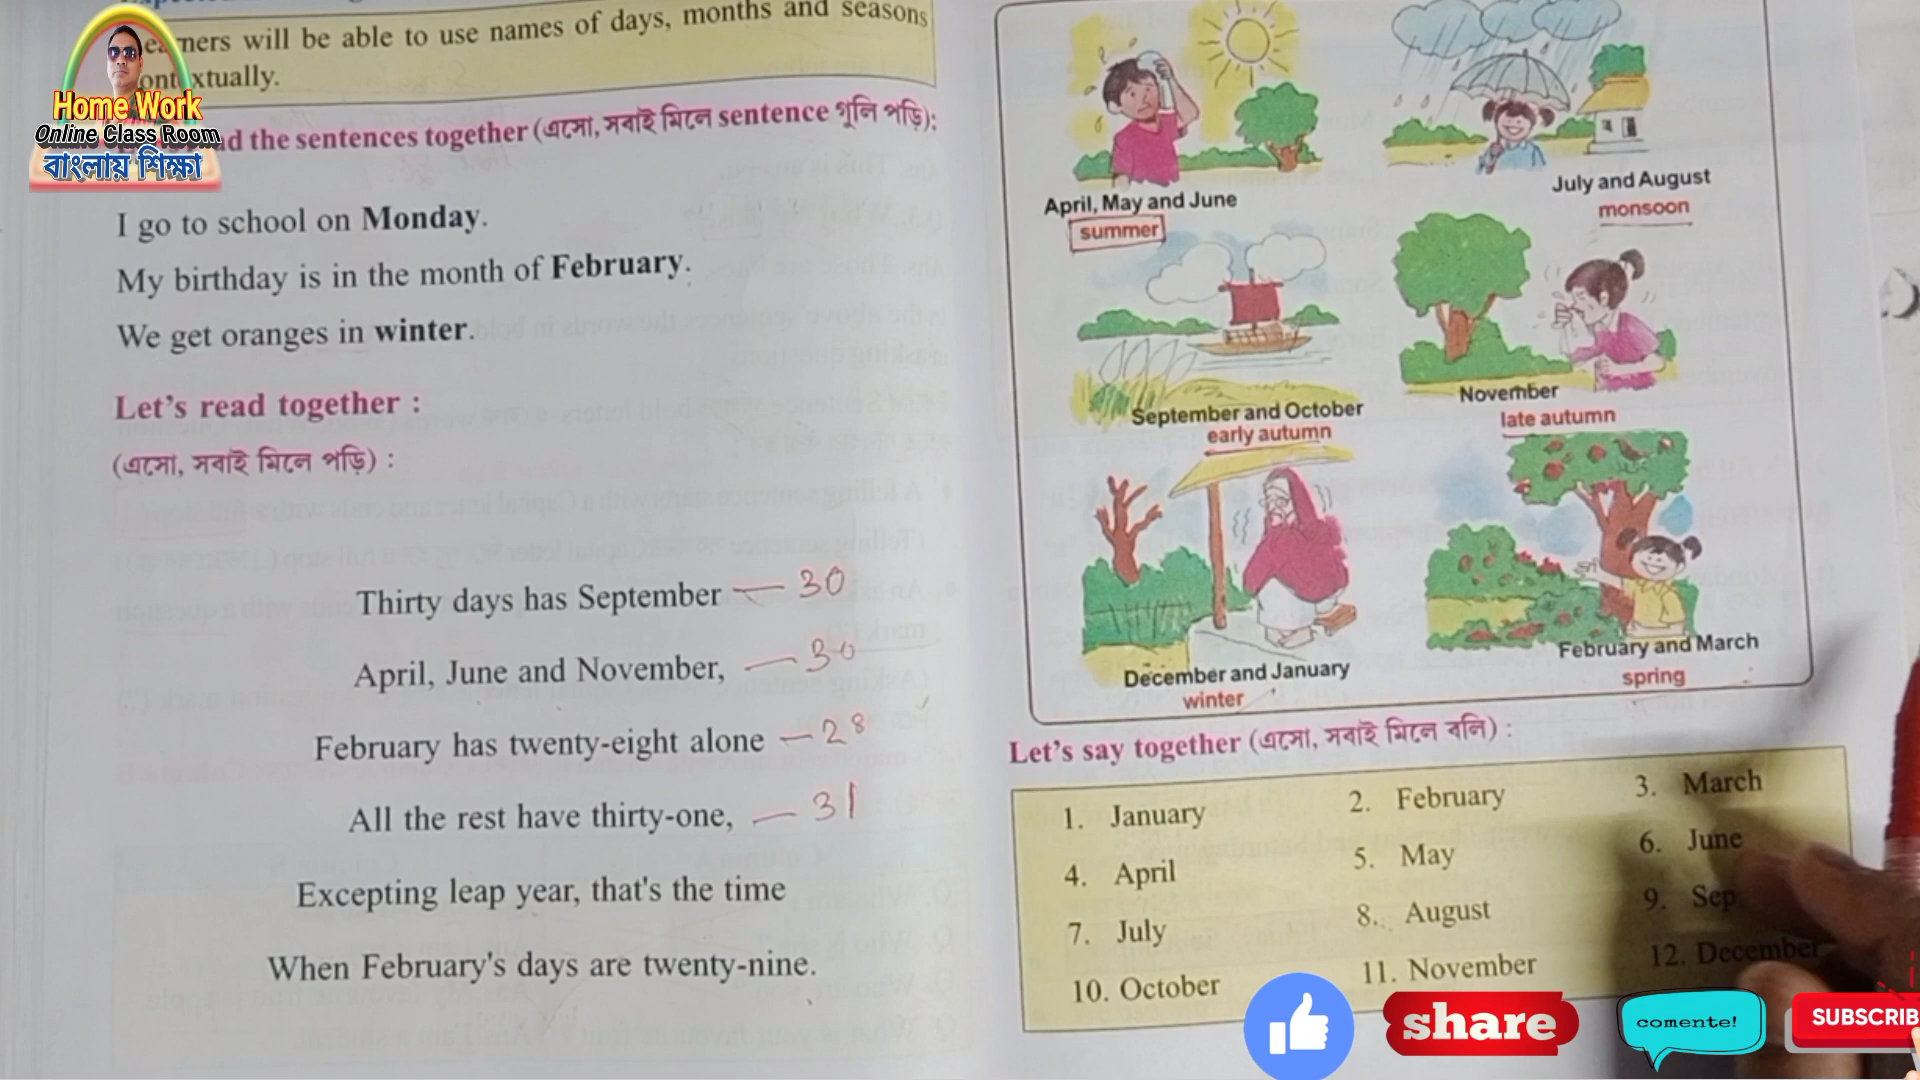 Home Work
Online Class Room
বাংলায় শিক্ষা
will be able to use names of days, months and seasons
the sentences together (এসো, সবাই মিলে sentence গুলি পড়ি):
I go to school on Monday.
My birthday is in the month of February.
We get oranges in winter.
Let's read together :
(এসো, সবাই মিলে পড়ি) :
Thirty days has September — 30
April, June and November, — 30
February has twenty-eight alone — 28
All the rest have thirty-one, — 31
Excepting leap year, that's the time
When February's days are twenty-nine.
April, May and June
summer
July and August
monsoon
September and October
early autumn
November
late autumn
December and January
winter
February and March
spring
Let's say together (এসো, সবাই মিলে বলি) :
1. January 2. February 3. March
4. April 5. May 6. June
7. July 8. August 9. Sep
10. October 11. November 12. December
share
comente!
SUBSCRIB